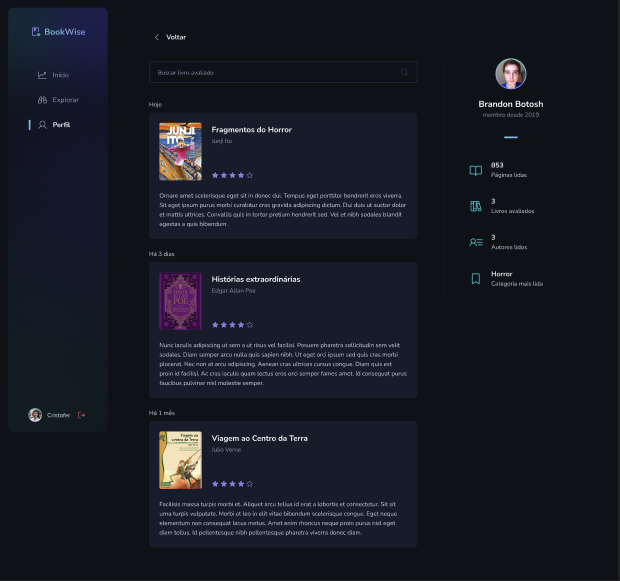 BookWise
Início
Explorar
Perfil
Cristofer
Voltar
Buscar livro avaliado
Hoje
JUNJI
ITO
Fragmentos do Horror
Junji Ito
Ornare amet scelerisque eget sit in donec dui. Tempus eget porttitor hendrerit eros viverra.
Sit eget ipsum purus morbi curabitur cras gravida adipiscing dictum. Dui duis ut auctor dolor
et mattis ultrices. Convallis quis in tortor pretium hendrerit sed. Vel et nibh sodales blandit
egestas a quis bibendum.
Há 3 dias
POE
Histórias extraordinárias
Edgar Allan Poe
Nunc iaculis adipiscing ut sem a ut risus vel facilisi. Posuere pharetra sollicitudin sem velit
sodales. Diam semper arcu nulla quis sapien nibh. Ut eget orci ipsum sed quis cras morbi
placerat. Nec non at arcu adipiscing. Aenean cras ultrices cursus congue. Diam quis est
proin id facilisi. Ac cras iaculis quam lectus eros orci semper fames amet. Id consequat purus
faucibus pulvinar nisl molestie semper.
Há 1 mês
Viagem ao
centro da Terra
Viagem ao Centro da Terra
Julio Verne
Facilisis massa turpis morbi et. Aliquet arcu tellus id erat a lobortis et consectetur. Sit sit
urna turpis vulputate. Morbi et leo in elit vitae bibendum scelerisque congue. Eget neque
elementum non consequat lacus metus. Amet enim rhoncus neque proin purus nisl eget
diam tellus. Id pellentesque nibh pellentesque pharetra viverra donec diam.
Brandon Botosh
membro desde 2019
853
Páginas lidas
3
Livros avaliados
3
Autores lidos
Horror
Categoria mais lida